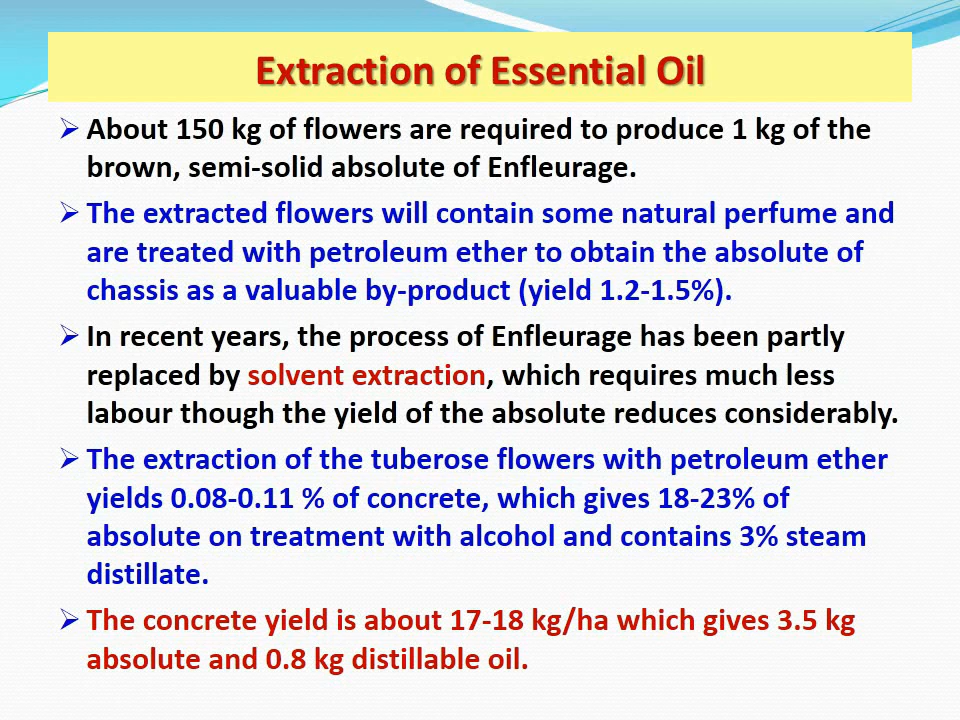 Extraction of Essential Oil
➢ About 150 kg of flowers are required to produce 1 kg of the
brown, semi-solid absolute of Enfleurage.
➢ The extracted flowers will contain some natural perfume and
are treated with petroleum ether to obtain the absolute of
chassis as a valuable by-product (yield 1.2-1.5%).
➢ In recent years, the process of Enfleurage has been partly
replaced by solvent extraction, which requires much less
labour though the yield of the absolute reduces considerably.
➢ The extraction of the tuberose flowers with petroleum ether
yields 0.08-0.11 % of concrete, which gives 18-23% of
absolute on treatment with alcohol and contains 3% steam
distillate.
➢ The concrete yield is about 17-18 kg/ha which gives 3.5 kg
absolute and 0.8 kg distillable oil.